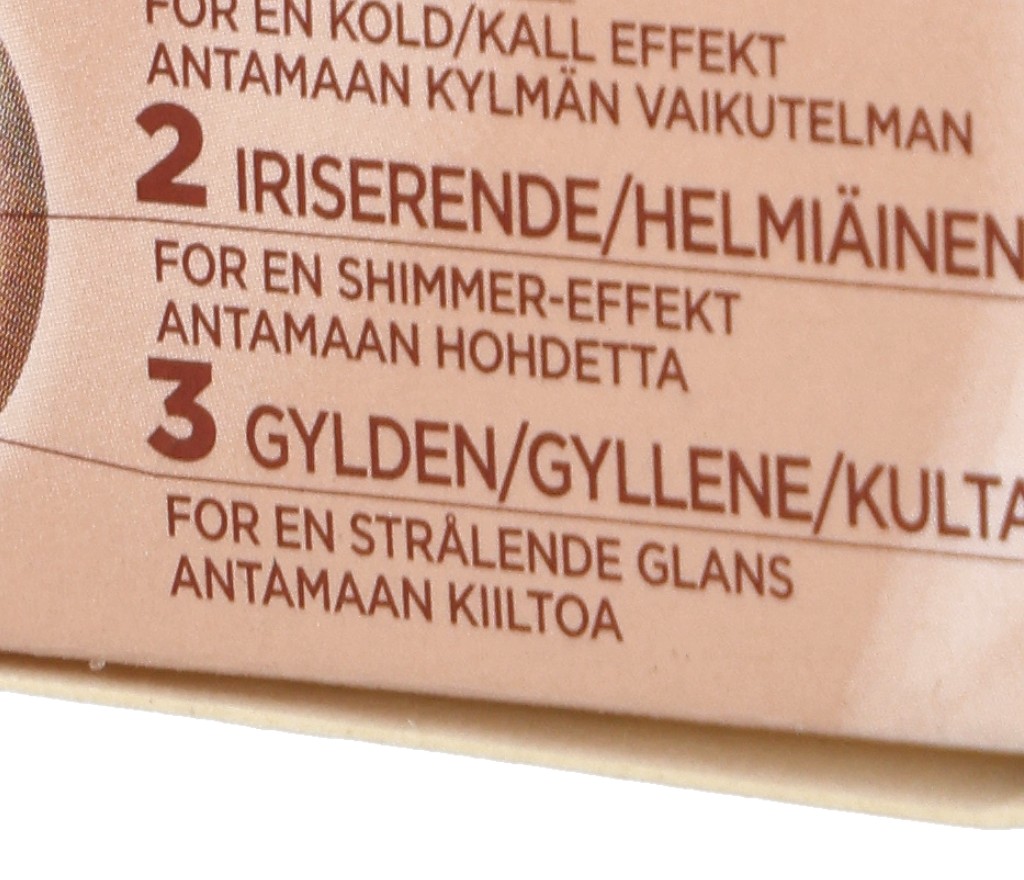 FOR EN KOLD/KALL EFFEKT
ANTAMAAN KYLMÄN VAIKUTELMAN
2 IRISERENDE/HELMIÄINEN
FOR EN SHIMMER-EFFEKT
ANTAMAAN HOHDETTA
3 GYLDEN/GYLLENE/KULTA
FOR EN STRÅLENDE GLANS
ANTAMAAN KIILTOA